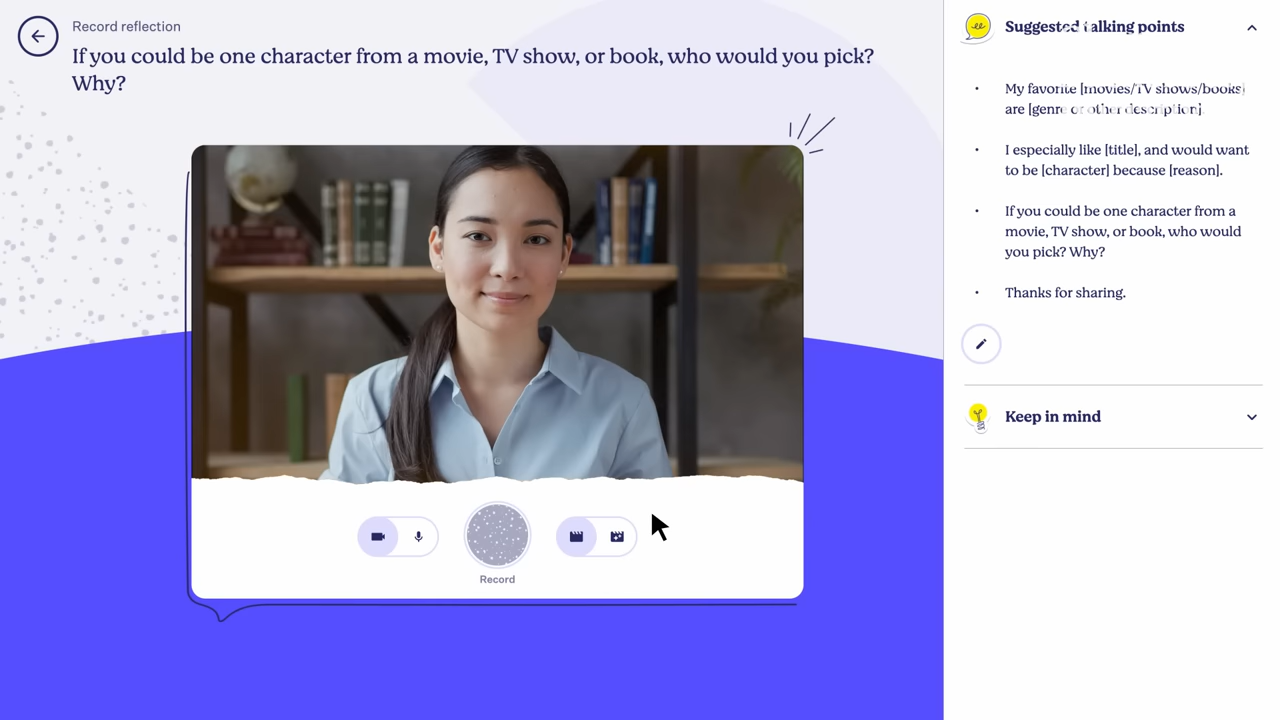 Record reflection
If you could be one character from a movie, TV show, or book, who would you pick?
Why?
Record
Suggested talking points
My favorite [movies/TV shows/books]
are [genre or other description].
I especially like [title], and would want
to be [character] because [reason].
If you could be one character from a
movie, TV show, or book, who would
you pick? Why?
Thanks for sharing.
Keep in mind